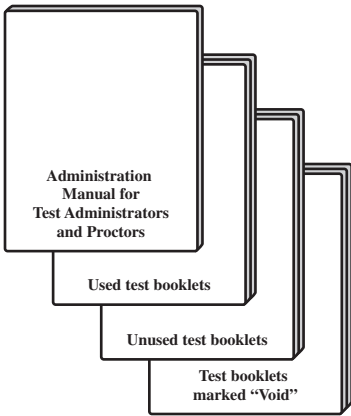 Administration
Manual for
Test Administrators
and Proctors
Used test booklets
Unused test booklets
Test booklets
marked “Void”